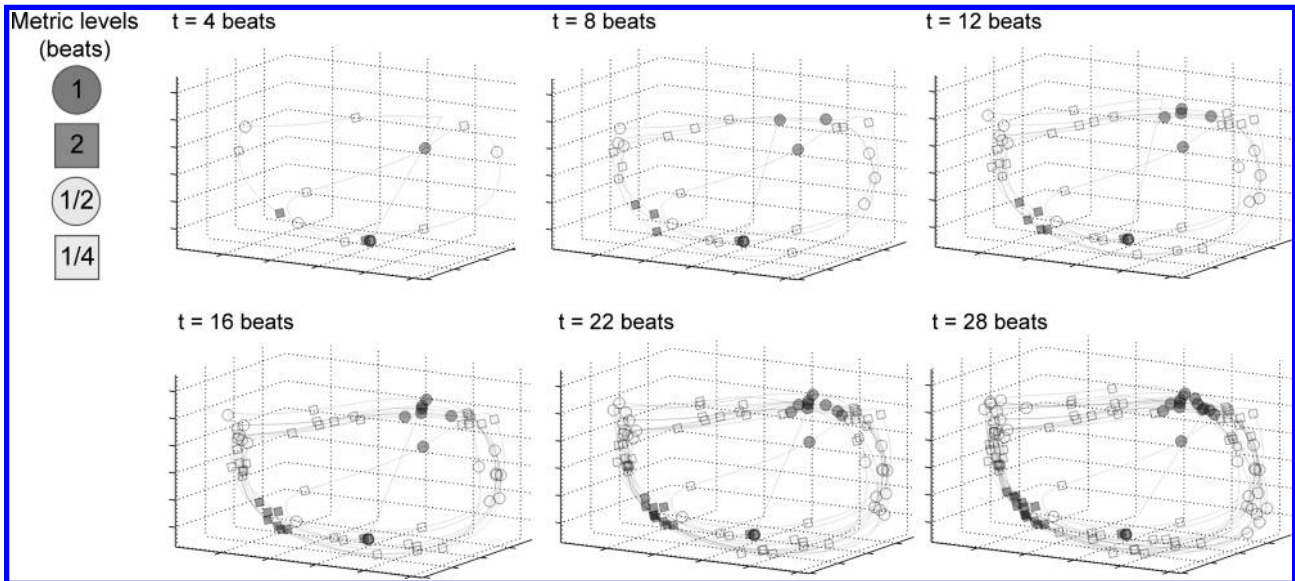 Metric levels
(beats)
1
2
1/2
1/4
t = 4 beats
t = 8 beats
t = 12 beats
t = 16 beats
t = 22 beats
t = 28 beats